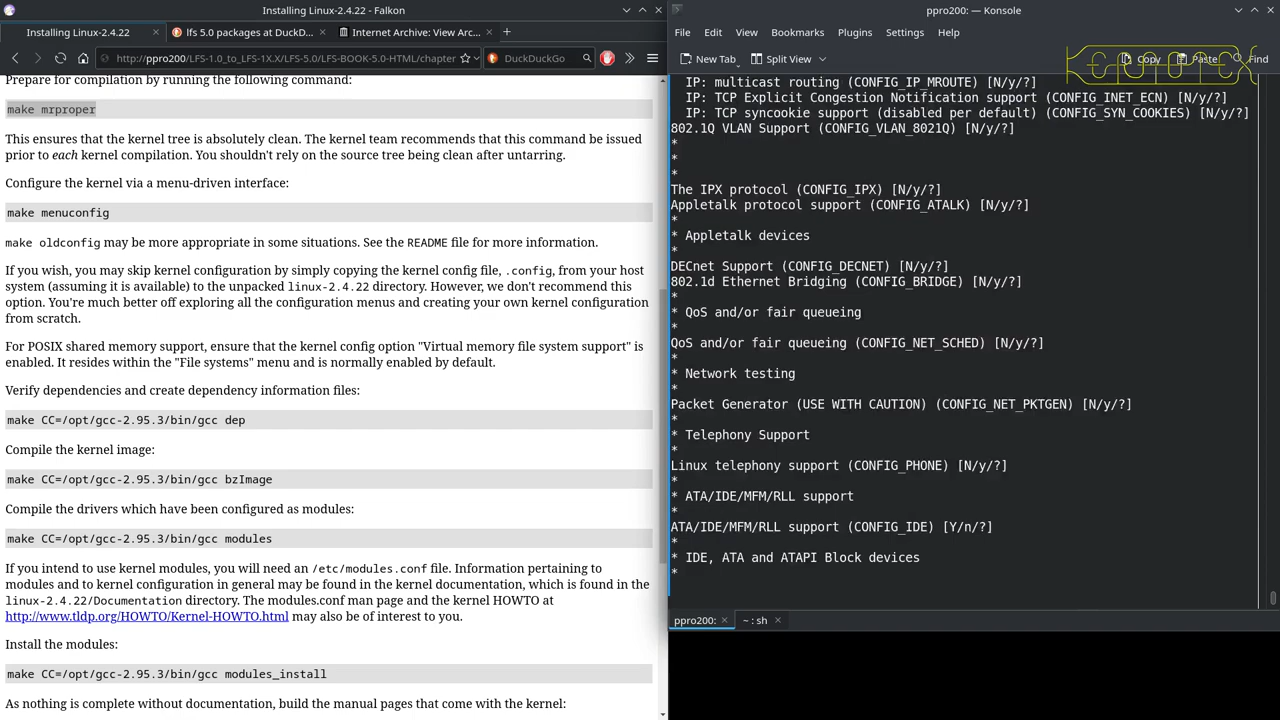 Installing Linux-2.4.22 - Falkon
Installing Linux-2.4.22
lfs 5.0 packages at DuckD...
Internet Archive: View Arc...
http://ppro200/LFS-1.0_to_LFS-1X.X/LFS-5.0/LFS-BOOK-5.0-HTML/chapter
DuckDuckGo
Prepare for compilation by running the following command:
make mrproper
This ensures that the kernel tree is absolutely clean. The kernel team recommends that this command be issued
prior to each kernel compilation. You shouldn't rely on the source tree being clean after untarring.
Configure the kernel via a menu-driven interface:
make menuconfig
make oldconfig may be more appropriate in some situations. See the README file for more information.
If you wish, you may skip kernel configuration by simply copying the kernel config file, .config, from your host
system (assuming it is available) to the unpacked linux-2.4.22 directory. However, we don't recommend this
option. You're much better off exploring all the configuration menus and creating your own kernel configuration
from scratch.
For POSIX shared memory support, ensure that the kernel config option "Virtual memory file system support" is
enabled. It resides within the "File systems" menu and is normally enabled by default.
Verify dependencies and create dependency information files:
make CC=/opt/gcc-2.95.3/bin/gcc dep
Compile the kernel image:
make CC=/opt/gcc-2.95.3/bin/gcc bzImage
Compile the drivers which have been configured as modules:
make CC=/opt/gcc-2.95.3/bin/gcc modules
If you intend to use kernel modules, you will need an /etc/modules.conf file. Information pertaining to
modules and to kernel configuration in general may be found in the kernel documentation, which is found in the
linux-2.4.22/Documentation directory. The modules.conf man page and the kernel HOWTO at
http://www.tldp.org/HOWTO/Kernel-HOWTO.html may also be of interest to you.
Install the modules:
make CC=/opt/gcc-2.95.3/bin/gcc modules_install
As nothing is complete without documentation, build the manual pages that come with the kernel:
ppro200: — Konsole
File Edit View Bookmarks Plugins Settings Help
New Tab Split View Copy Paste Find
IP: multicast routing (CONFIG_IP_MROUTE) [N/y/?]
IP: TCP Explicit Congestion Notification support (CONFIG_INET_ECN) [N/y/?]
IP: TCP syncookie support (disabled per default) (CONFIG_SYN_COOKIES) [N/y/?]
802.1Q VLAN Support (CONFIG_VLAN_8021Q) [N/y/?]
*
*
*
The IPX protocol (CONFIG_IPX) [N/y/?]
Appletalk protocol support (CONFIG_ATALK) [N/y/?]
*
* Appletalk devices
*
DECnet Support (CONFIG_DECNET) [N/y/?]
802.1d Ethernet Bridging (CONFIG_BRIDGE) [N/y/?]
*
* QoS and/or fair queueing
*
QoS and/or fair queueing (CONFIG_NET_SCHED) [N/y/?]
*
* Network testing
*
Packet Generator (USE WITH CAUTION) (CONFIG_NET_PKTGEN) [N/y/?]
*
* Telephony Support
*
Linux telephony support (CONFIG_PHONE) [N/y/?]
*
* ATA/IDE/MFM/RLL support
*
ATA/IDE/MFM/RLL support (CONFIG_IDE) [Y/n/?]
*
* IDE, ATA and ATAPI Block devices
*
ppro200:
~ : sh